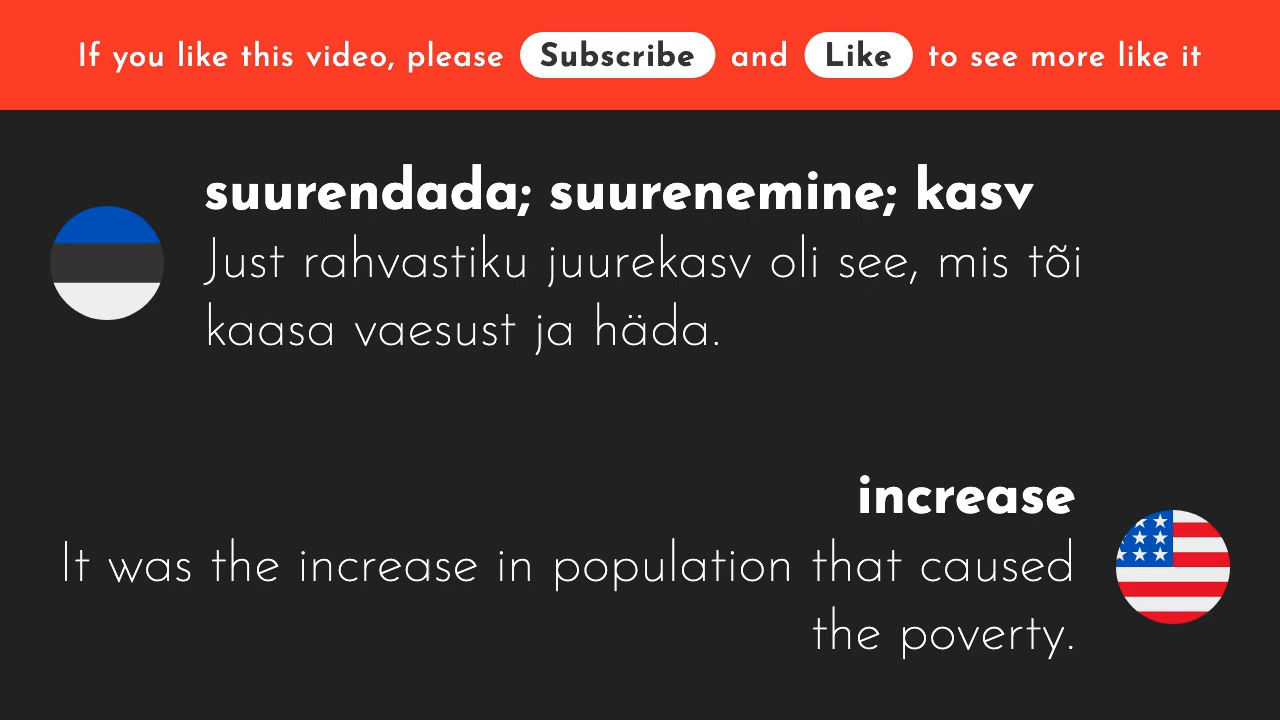 If you like this video, please Subscribe and Like to see more like it
suurendada; suurenemine; kasv
Just rahvastiku juurekasv oli see, mis tõi
kaasa vaesust ja häda.
increase
It was the increase in population that caused
the poverty.